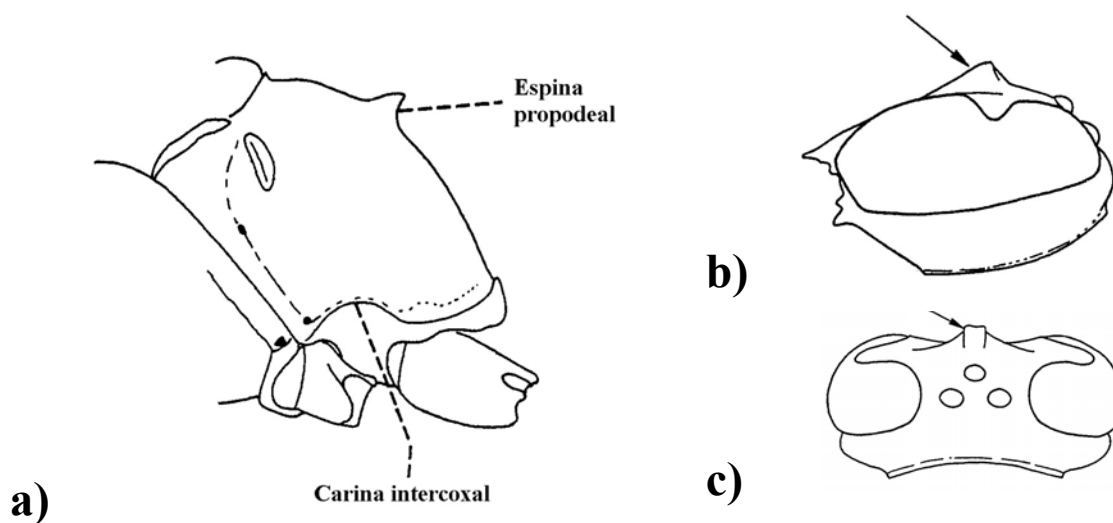 Espina
propodeal
Carina intercoxal
a)
b)
c)